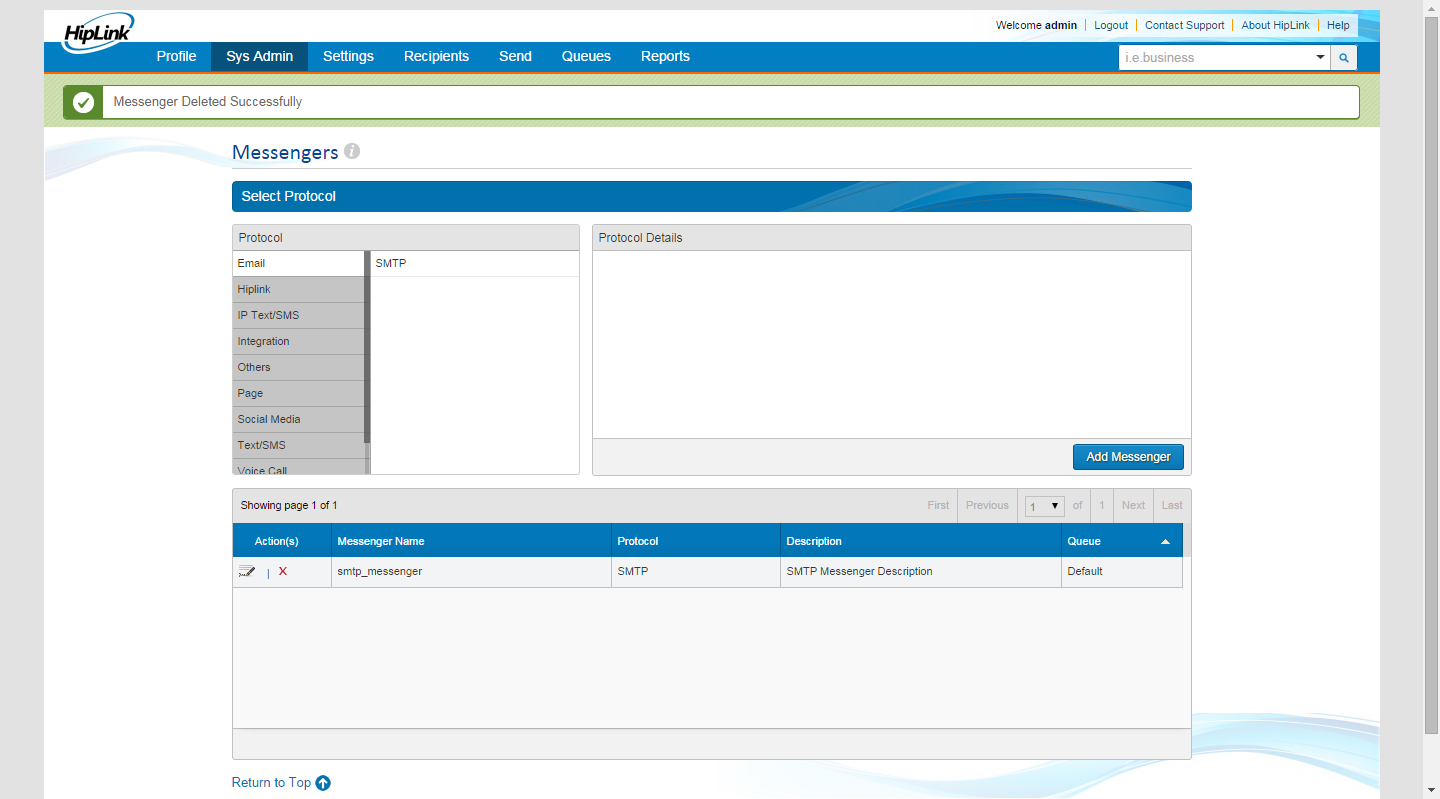 HipLink
Welcome admin Logout Contact Support About HipLink Help
Profile Sys Admin Settings Recipients Send Queues Reports i.e.business
Messenger Deleted Successfully
Messengers i
Select Protocol
Protocol Protocol Details
Email SMTP
Hiplink
IP Text/SMS
Integration
Others
Page
Social Media
Text/SMS
Voice Call
Add Messenger
Showing page 1 of 1 First Previous 1 of 1 Next Last
Action(s) Messenger Name Protocol Description Queue
| X smtp_messenger SMTP SMTP Messenger Description Default
Return to Top